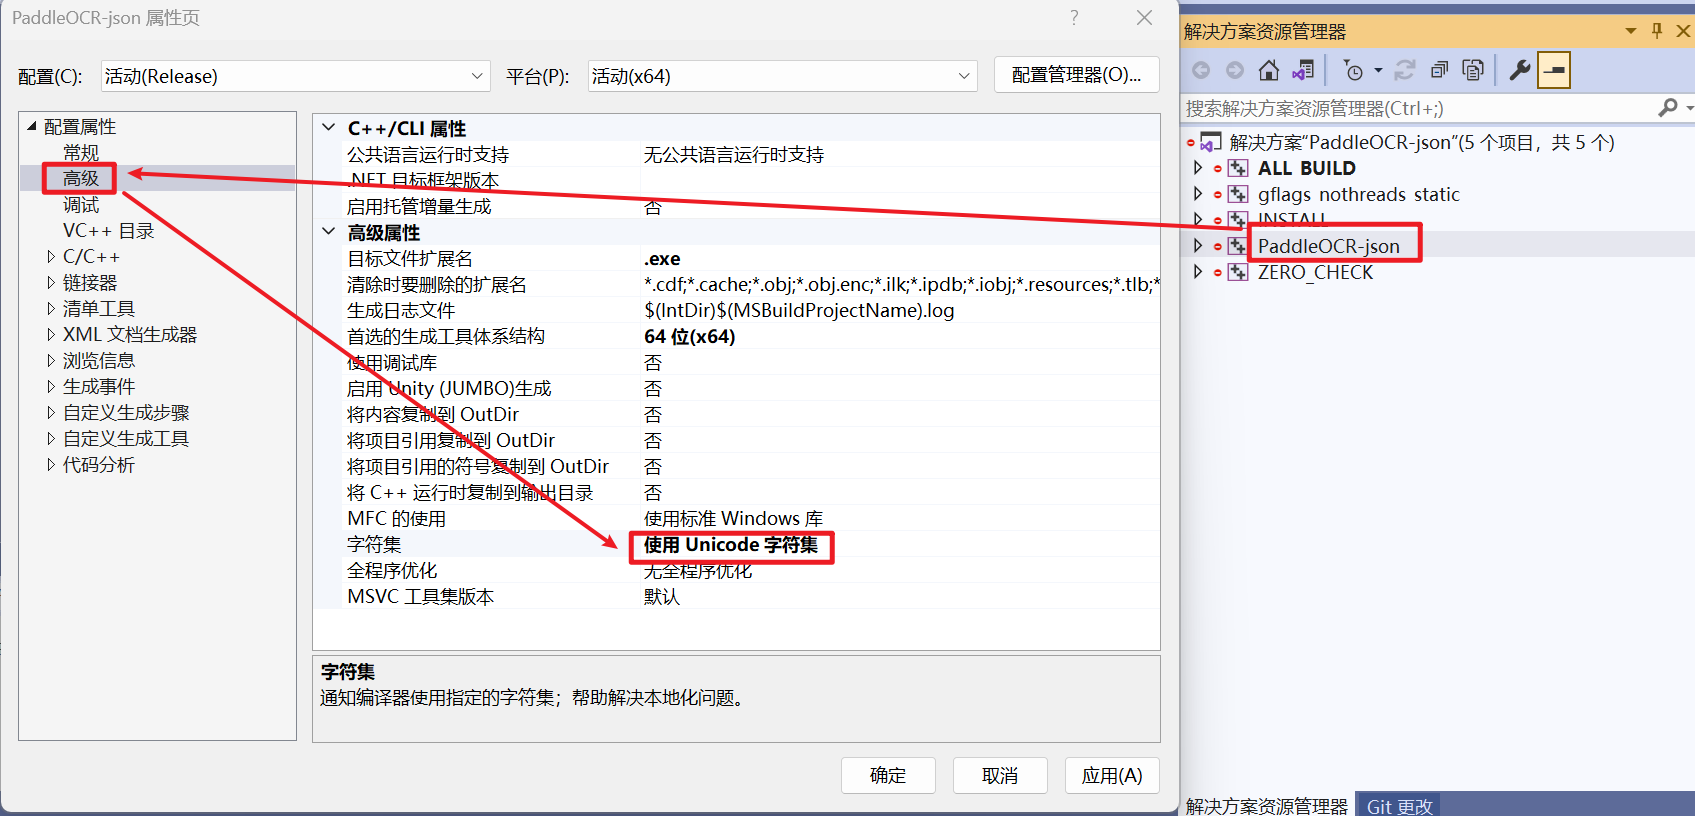 PaddleOCR-json 属性页
配置(C):
活动(Release)
平台(P):
活动(x64)
配置管理器(O)...
配置属性
常规
高级
调试
VC++ 目录
C/C++
链接器
清单工具
XML 文档生成器
浏览信息
生成事件
自定义生成步骤
自定义生成工具
代码分析
C++/CLI 属性
公共语言运行时支持 无公共语言运行时支持
.NET 目标框架版本
启用托管增量生成 否
高级属性
目标文件扩展名 .exe
清除时要删除的扩展名 *.cdf;*.cache;*.obj;*.obj.enc;*.ilk;*.ipdb;*.iobj;*.resources;*.tlb;*
生成日志文件 $(IntDir)$(MSBuildProjectName).log
首选的生成工具体系结构 64 位(x64)
使用调试库 否
启用 Unity (JUMBO)生成 否
将内容复制到 OutDir 否
将项目引用复制到 OutDir 否
将项目引用的符号复制到 OutDir 否
将 C++ 运行时复制到输出目录 否
MFC 的使用 使用标准 Windows 库
字符集 使用 Unicode 字符集
全程序优化 无全程序优化
MSVC 工具集版本 默认
字符集
通知编译器使用指定的字符集；帮助解决本地化问题。
确定
取消
应用(A)
解决方案资源管理器
搜索解决方案资源管理器(Ctrl+;)
解决方案“PaddleOCR-json”(5 个项目，共 5 个)
ALL_BUILD
gflags_nothreads_static
INSTALL
PaddleOCR-json
ZERO_CHECK
解决方案资源管理器
Git 更改